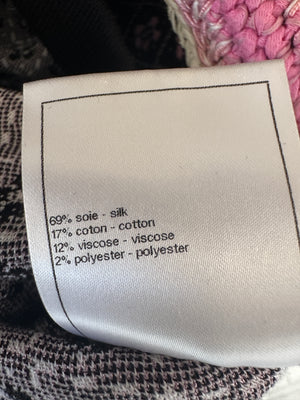 69% soie - silk
17% coton - cotton
12% viscose - viscose
2% polyester - polyester